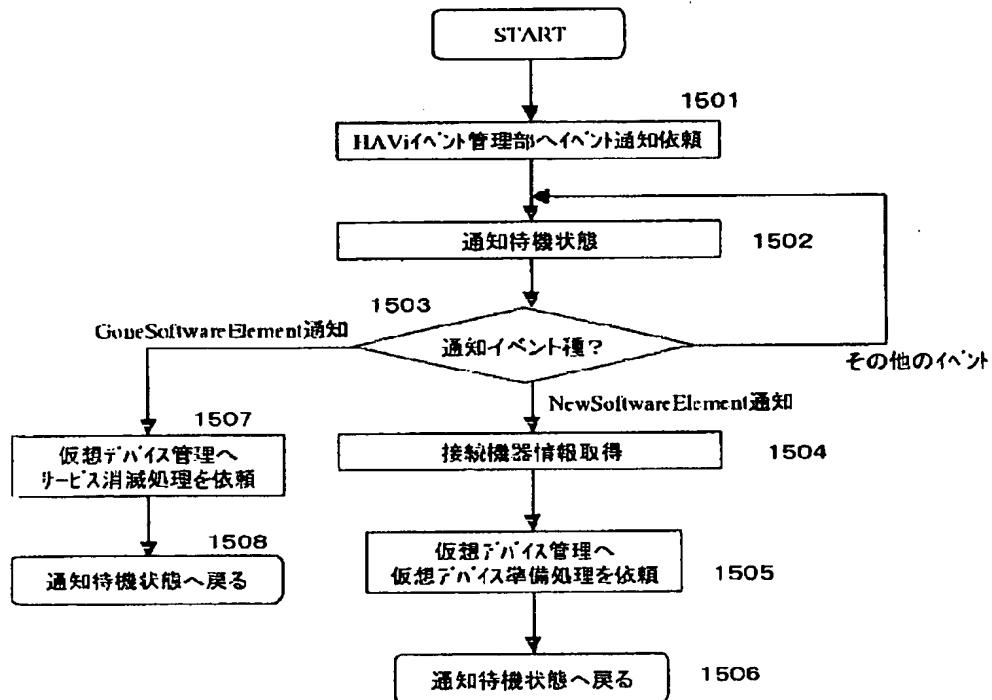 START
1501
HAViイベント管理部へイベント通知依頼
通知待機状態
1502
1503
GoneSoftwareElement通知
通知イベント種？
その他のイベント
NewSoftwareElement通知
1507
仮想デバイス管理へ
サービス消滅処理を依頼
接続機器情報取得
1504
1508
通知待機状態へ戻る
仮想デバイス管理へ
仮想デバイス準備処理を依頼
1505
通知待機状態へ戻る
1506